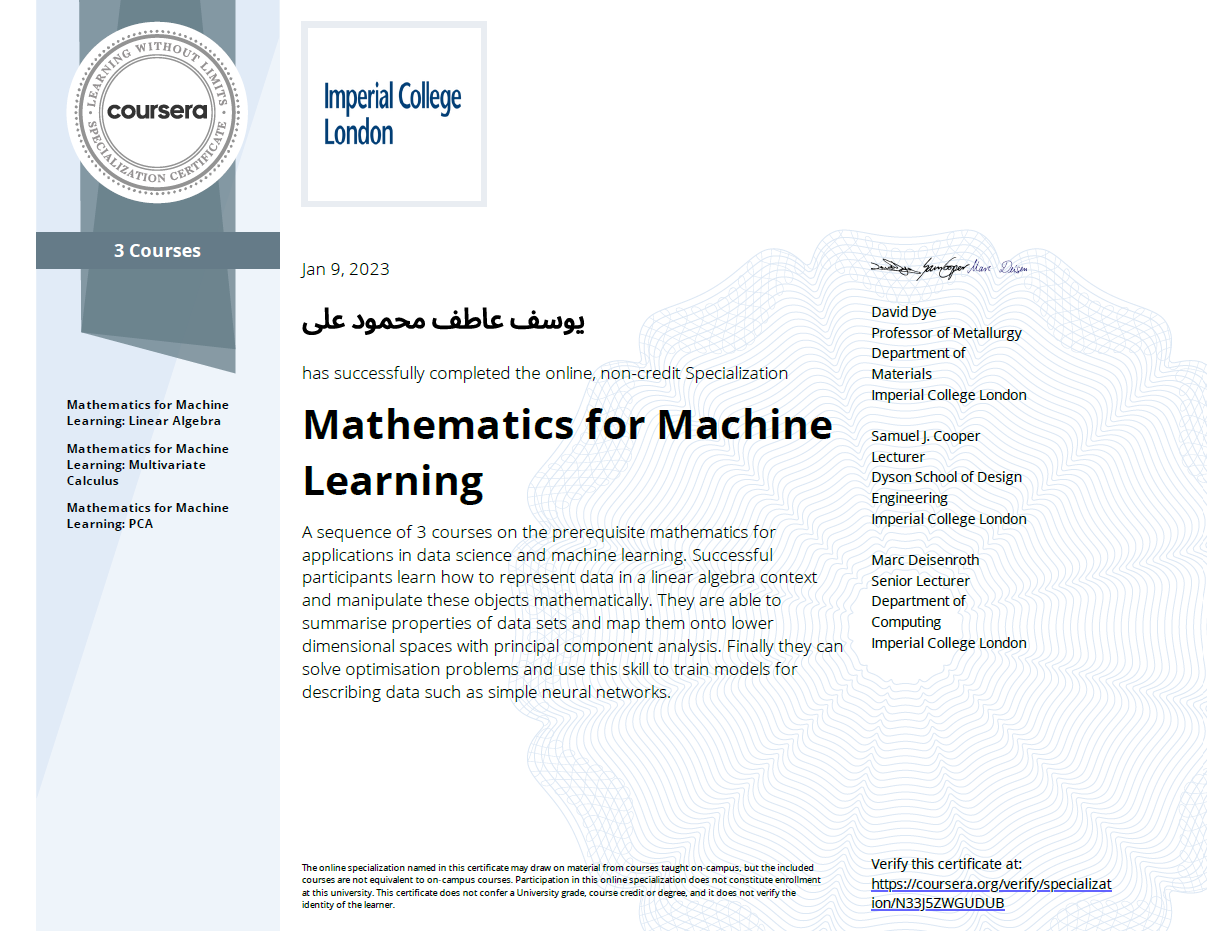 LEARNING WITHOUT LIMITS
coursera
SPECIALIZATION CERTIFICATE
3 Courses
Mathematics for Machine
Learning: Linear Algebra
Mathematics for Machine
Learning: Multivariate
Calculus
Mathematics for Machine
Learning: PCA
Imperial College
London
Jan 9, 2023
يوسف عاطف محمود على
has successfully completed the online, non-credit Specialization
Mathematics for Machine
Learning
A sequence of 3 courses on the prerequisite mathematics for
applications in data science and machine learning. Successful
participants learn how to represent data in a linear algebra context
and manipulate these objects mathematically. They are able to
summarise properties of data sets and map them onto lower
dimensional spaces with principal component analysis. Finally they can
solve optimisation problems and use this skill to train models for
describing data such as simple neural networks.
David Dye
Professor of Metallurgy
Department of
Materials
Imperial College London
Samuel J. Cooper
Lecturer
Dyson School of Design
Engineering
Imperial College London
Marc Deisenroth
Senior Lecturer
Department of
Computing
Imperial College London
The online specialization named in this certificate may draw on material from courses taught on-campus, but the included
courses are not equivalent to on-campus courses. Participation in this online specialization does not constitute enrollment
at this university. This certificate does not confer a University grade, course credit or degree, and it does not verify the
identity of the learner.
Verify this certificate at:
https://coursera.org/verify/specializat
ion/N33J5ZWGUDUB